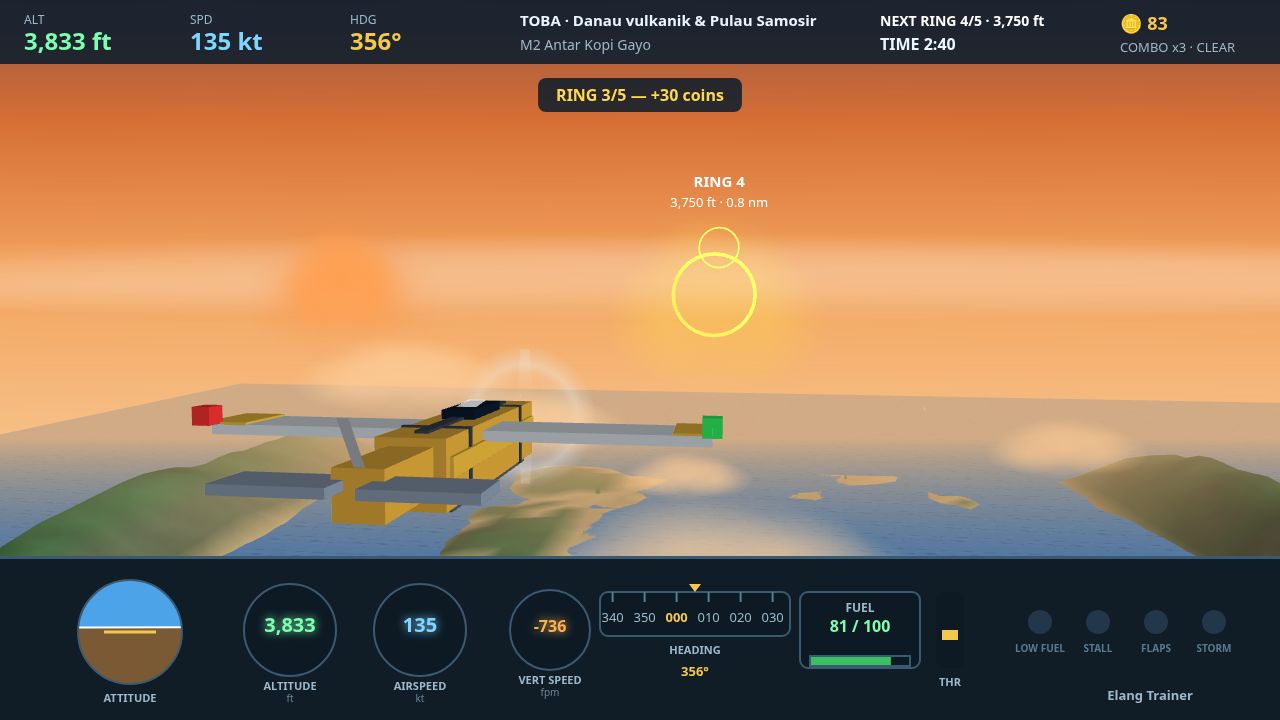 ALT
3,833 ft
SPD
135 kt
HDG
356°
TOBA · Danau vulkanik & Pulau Samosir
M2 Antar Kopi Gayo
NEXT RING 4/5 · 3,750 ft
TIME 2:40
🪙 83
COMBO x3 · CLEAR
RING 3/5 — +30 coins
RING 4
3,750 ft · 0.8 nm
ATTITUDE
3,833
ALTITUDE
ft
135
AIRSPEED
kt
-736
VERT SPEED
fpm
340 350 000 010 020 030
HEADING
356°
FUEL
81 / 100
THR
LOW FUEL
STALL
FLAPS
STORM
Elang Trainer